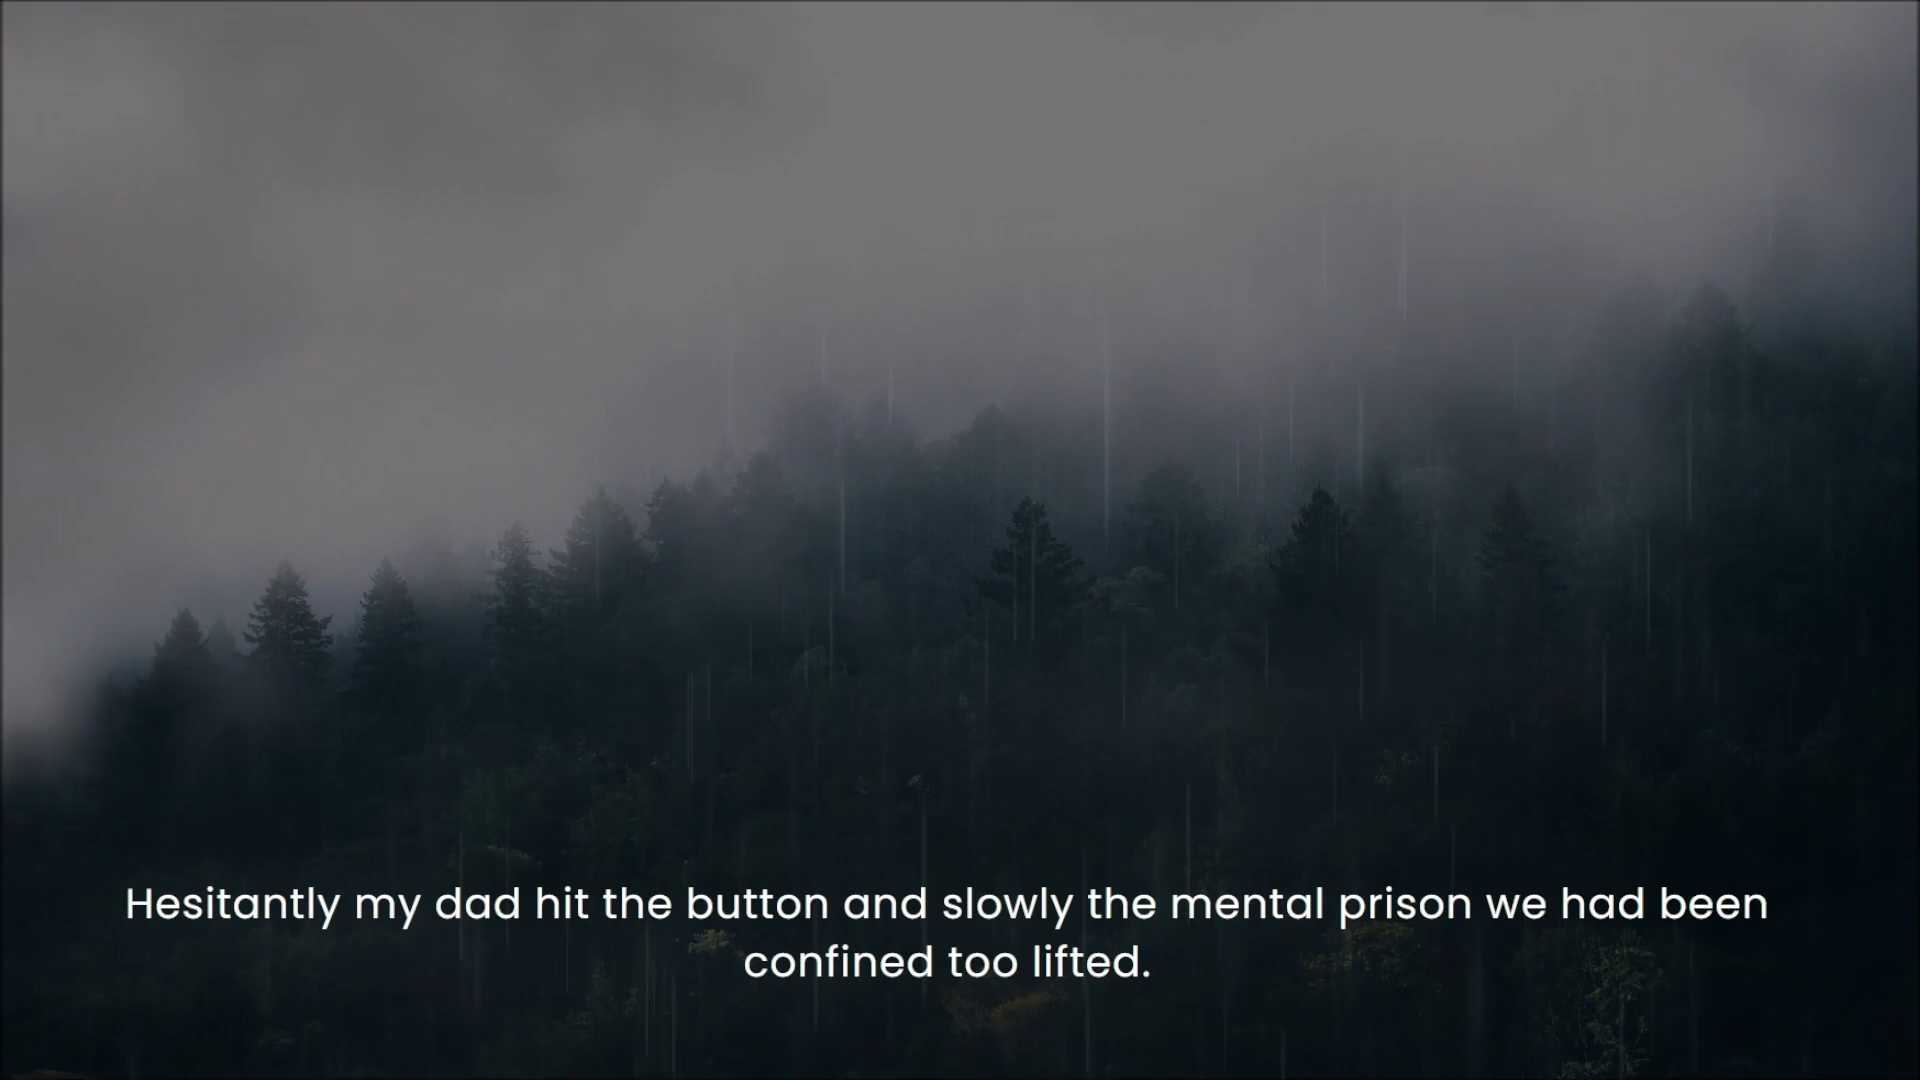 Hesitantly my dad hit the button and slowly the mental prison we had been
confined too lifted.